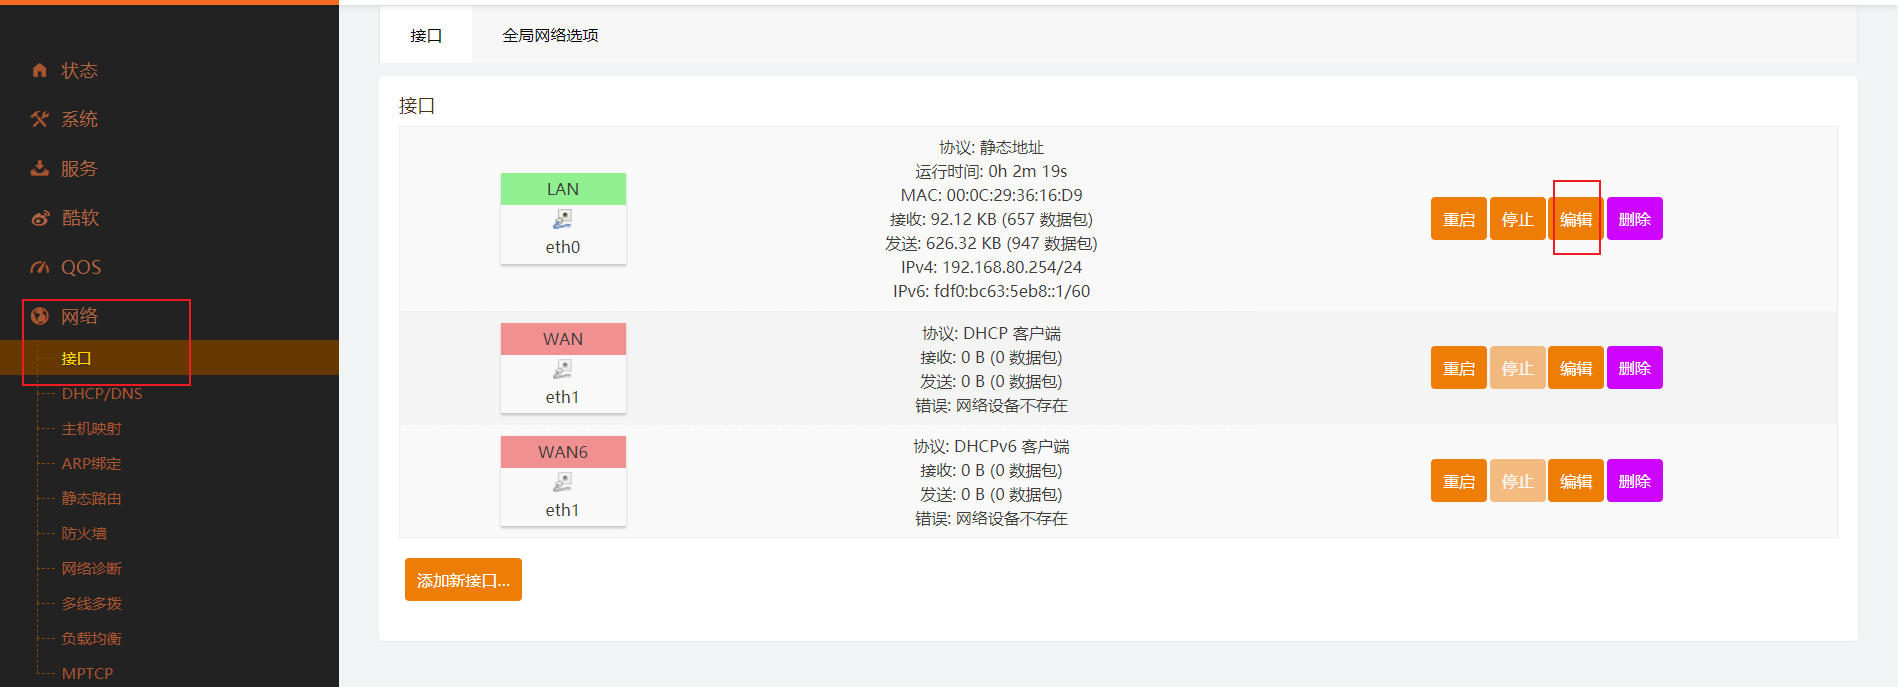 状态
系统
服务
酷软
QOS
网络
接口
DHCP/DNS
主机映射
ARP绑定
静态路由
防火墙
网络诊断
多线多拨
负载均衡
MPTCP
接口 全局网络选项
接口
LAN
eth0
协议: 静态地址
运行时间: 0h 2m 19s
MAC: 00:0C:29:36:16:D9
接收: 92.12 KB (657 数据包)
发送: 626.32 KB (947 数据包)
IPv4: 192.168.80.254/24
IPv6: fdf0:bc63:5eb8::1/60
重启 停止 编辑 删除
WAN
eth1
协议: DHCP 客户端
接收: 0 B (0 数据包)
发送: 0 B (0 数据包)
错误: 网络设备不存在
重启 停止 编辑 删除
WAN6
eth1
协议: DHCPv6 客户端
接收: 0 B (0 数据包)
发送: 0 B (0 数据包)
错误: 网络设备不存在
重启 停止 编辑 删除
添加新接口...